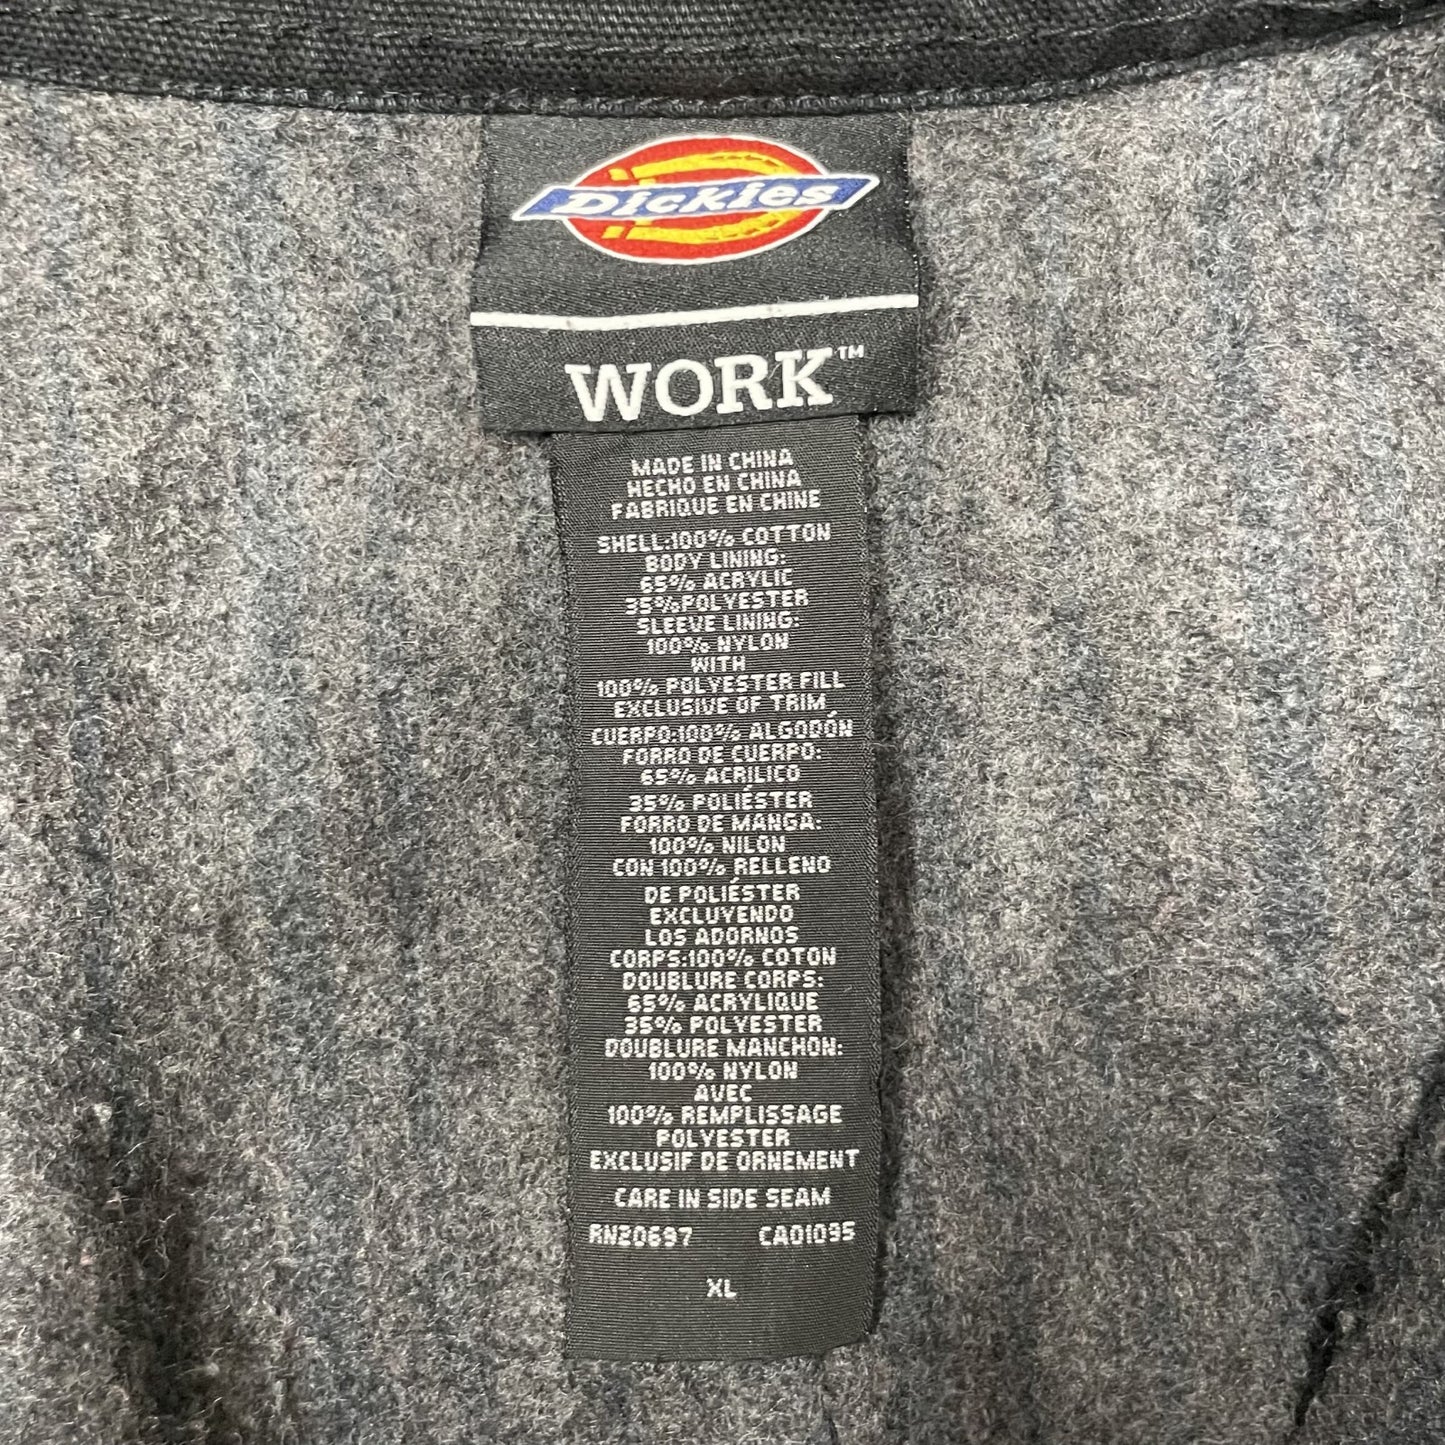 Dickies
WORK™
MADE IN CHINA
HECHO EN CHINA
FABRIQUE EN CHINE
SHELL:100% COTTON
BODY LINING:
65% ACRYLIC
35%POLYESTER
SLEEVE LINING:
100% NYLON
WITH
100% POLYESTER FILL
EXCLUSIVE OF TRIM
CUERPO:100% ALGODÓN
FORRO DE CUERPO:
65% ACRILICO
35% POLIÉSTER
FORRO DE MANGA:
100% NILON
CON 100% RELLENO
DE POLIÉSTER
EXCLUYENDO
LOS ADORNOS
CORPS:100% COTON
DOUBLURE CORPS:
65% ACRYLIQUE
35% POLYESTER
DOUBLURE MANCHON:
100% NYLON
AVEC
100% REMPLISSAGE
POLYESTER
EXCLUSIF DE ORNEMENT
CARE IN SIDE SEAM
RN20697 CA01095
XL